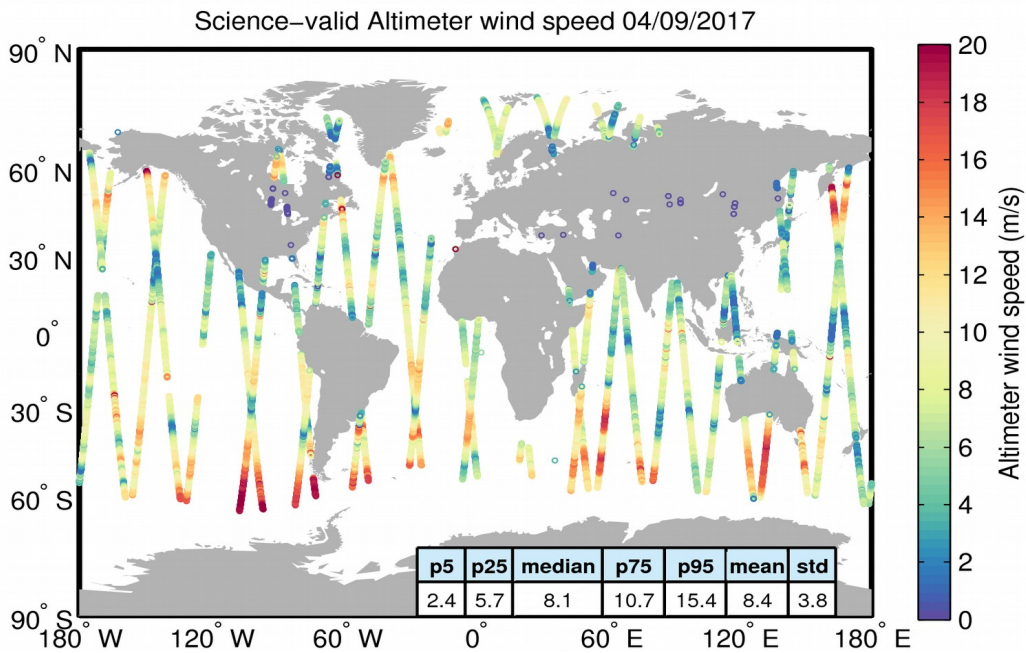 Science-valid Altimeter wind speed 04/09/2017
90° N
60° N
30° N
0°
30° S
60° S
90° S
180° W
120° W
60° W
0°
60° E
120° E
180° E
p5 p25 median p75 p95 mean std
2.4 5.7 8.1 10.7 15.4 8.4 3.8
20
18
16
14
12
10
8
6
4
2
0
Altimeter wind speed (m/s)